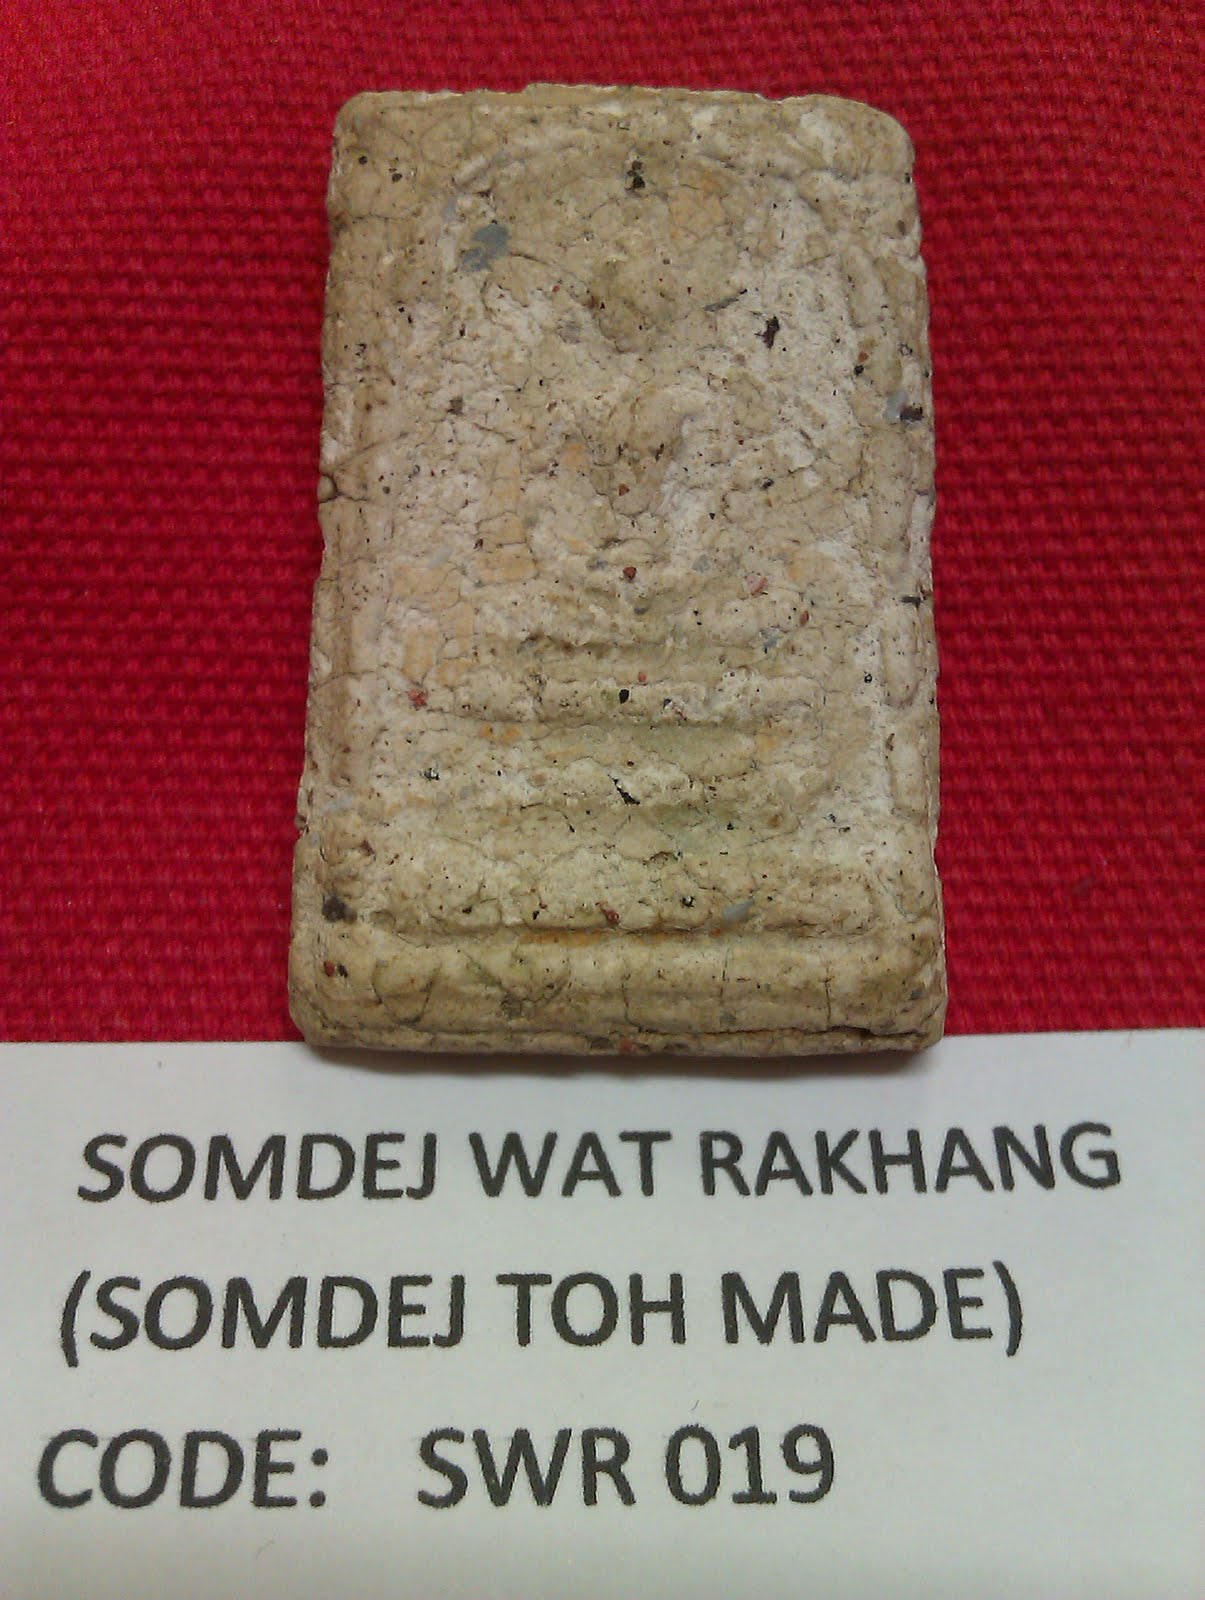 SOMDEJ WAT RAKHANG
(SOMDEJ TOH MADE)
CODE: SWR 019